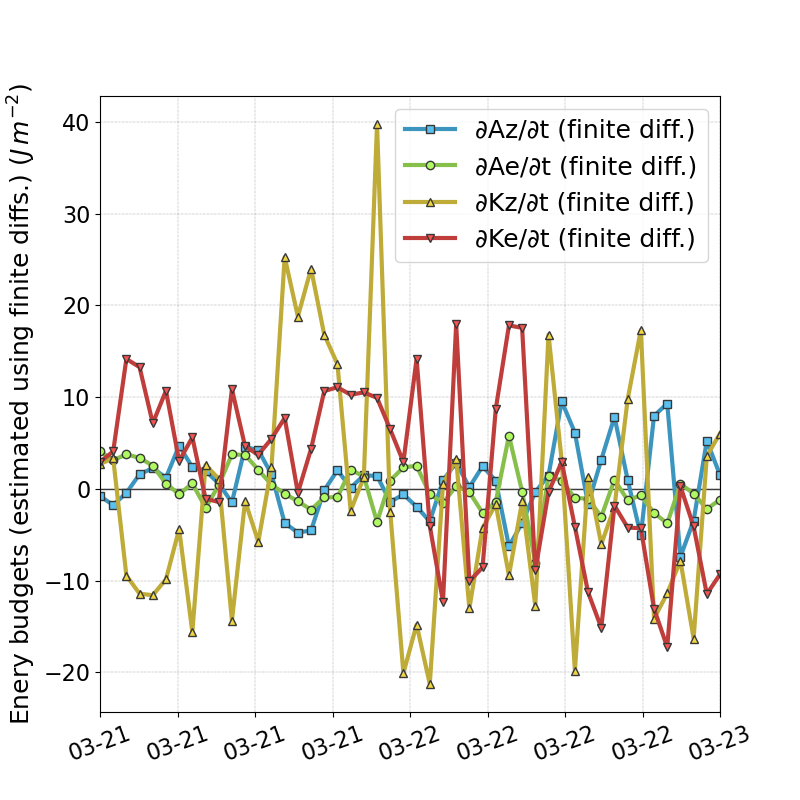 Enery budgets (estimated using finite diffs.) (J m⁻²)
40
30
20
10
0
−10
−20
∂Az/∂t (finite diff.)
∂Ae/∂t (finite diff.)
∂Kz/∂t (finite diff.)
∂Ke/∂t (finite diff.)
03-21 03-21 03-21 03-21 03-22 03-22 03-22 03-22 03-23